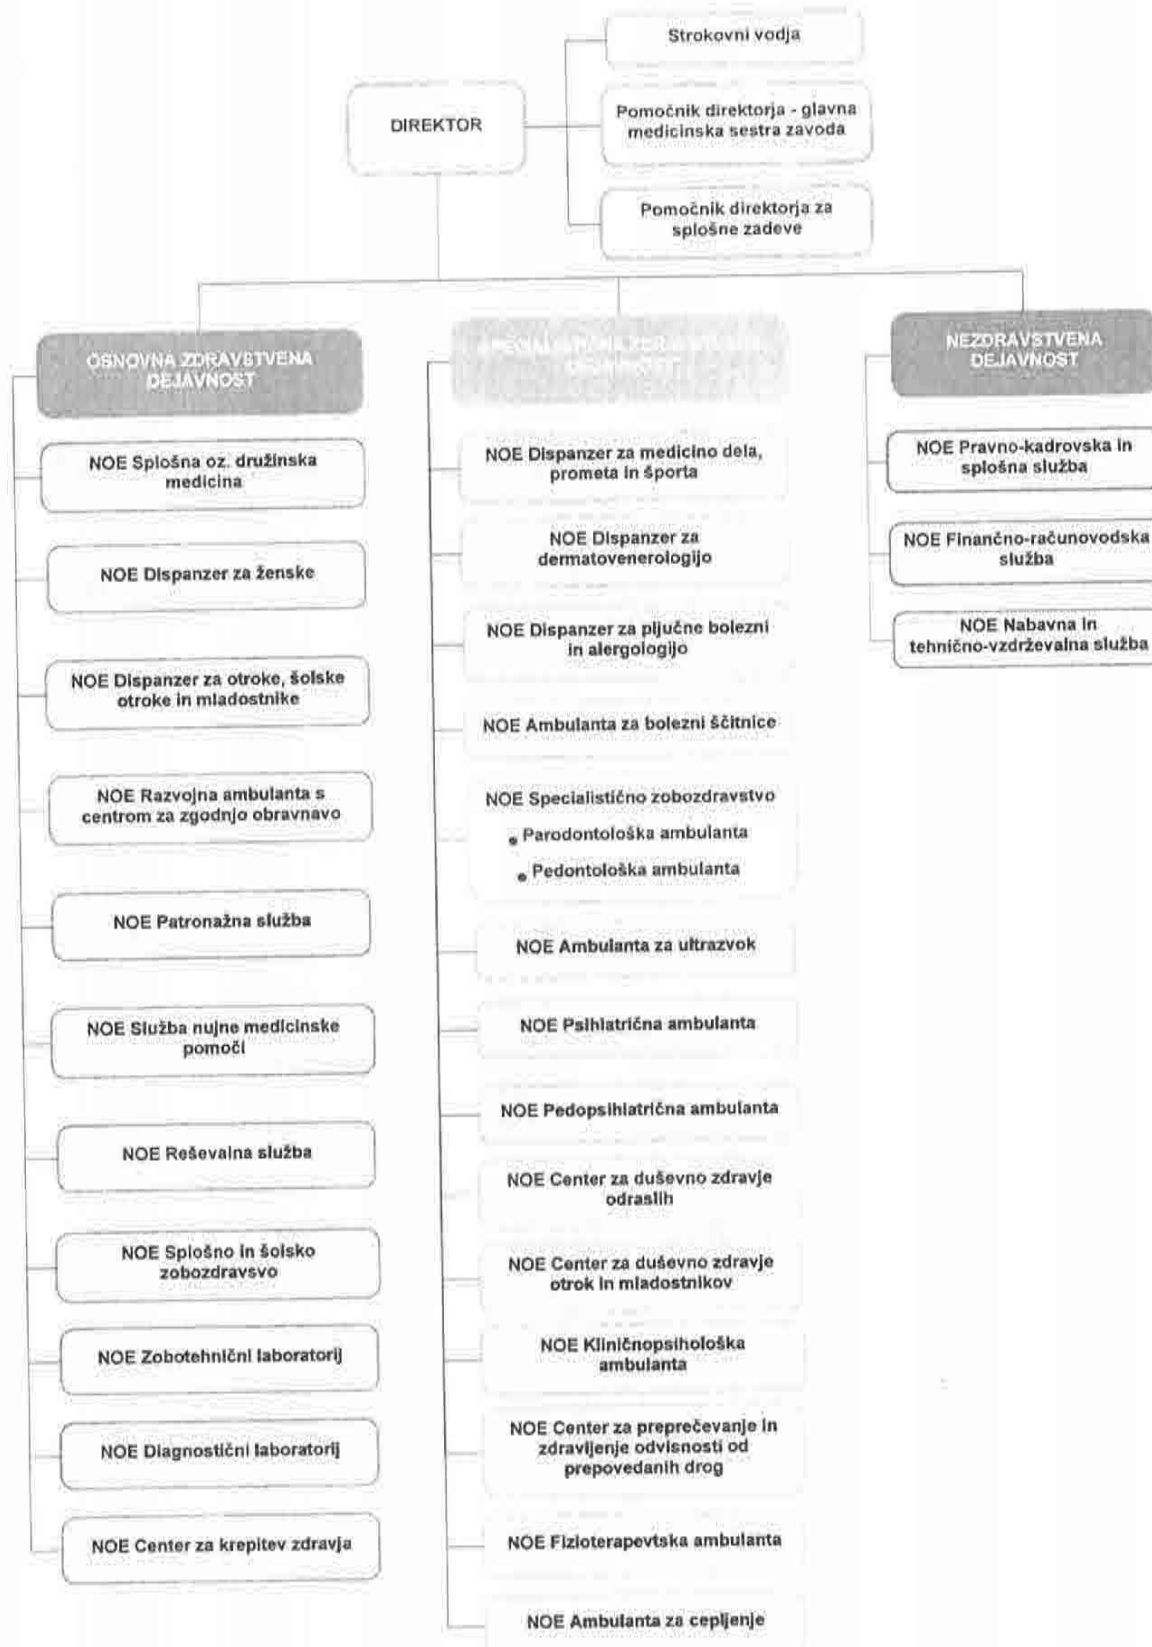 Strokovni vodja
DIREKTOR
Pomočnik direktorja - glavna
medicinska sestra zavoda
Pomočnik direktorja za
splošne zadeve
OSNOVNA ZDRAVSTVENA
DEJAVNOST
NOE Splošna oz. družinska
medicina
NOE Dispanzer za ženske
NOE Dispanzer za otroke, šolske
otroke in mladostnike
NOE Razvojna ambulanta s
centrom za zgodnjo obravnavo
NOE Patronažna služba
NOE Služba nujne medicinske
pomoči
NOE Reševalna služba
NOE Splošno in šolsko
zobozdravsvo
NOE Zobotehnični laboratorij
NOE Diagnostični laboratorij
NOE Center za krepitev zdravja
ZDRAVSTVENA
DEJAVNOST
NOE Dispanzer za medicino dela,
prometa in športa
NOE Dispanzer za
dermatovenerologijo
NOE Dispanzer za pljučne bolezni
in alergologijo
NOE Ambulanta za bolezni ščitnice
NOE Specialistično zobozdravstvo
• Parodontološka ambulanta
• Pedontološka ambulanta
NOE Ambulanta za ultrazvok
NOE Psihiatrična ambulanta
NOE Pedopsihiatrična ambulanta
NOE Center za duševno zdravje
odraslih
NOE Center za duševno zdravje
otrok in mladostnikov
NOE Kliničnopsihološka
ambulanta
NOE Center za preprečevanje in
zdravljenje odvisnosti od
prepovedanih drog
NOE Fizioterapevtska ambulanta
NOE Ambulanta za cepljenje
NEZDRAVSTVENA
DEJAVNOST
NOE Pravno-kadrovska in
splošna služba
NOE Finančno-računovodska
služba
NOE Nabavna in
tehnično-vzdrževalna služba